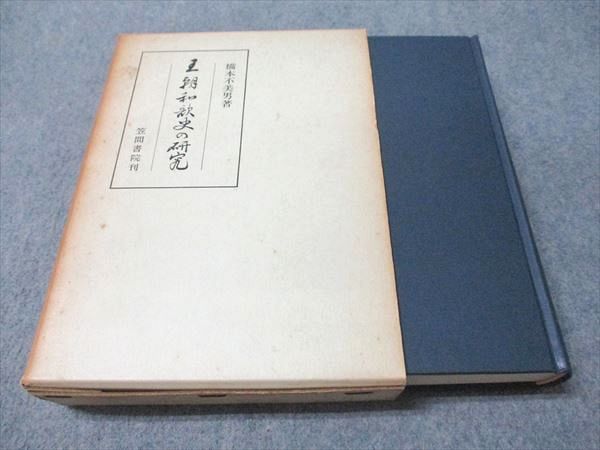 橋本不美男著
王朝和歌史の研究
笠間書院刊